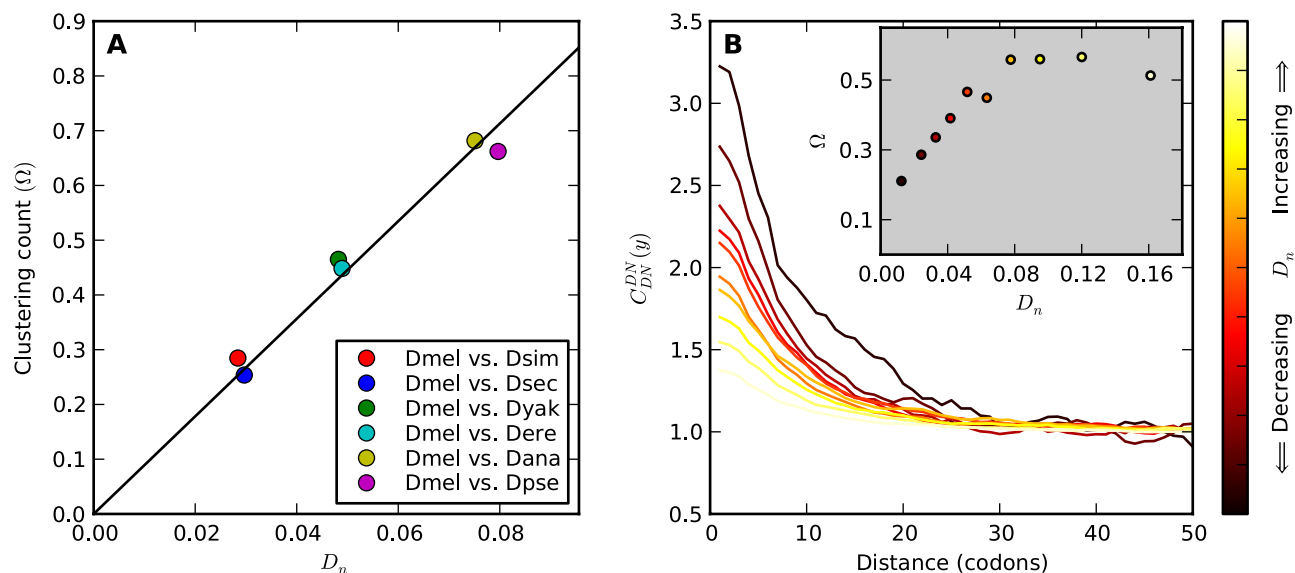 A
0.9
0.8
0.7
0.6
0.5
0.4
0.3
0.2
0.1
0.0
Clustering count (Ω)
0.00 0.02 0.04 0.06 0.08
D_n
Dmel vs. Dsim
Dmel vs. Dsec
Dmel vs. Dyak
Dmel vs. Dere
Dmel vs. Dana
Dmel vs. Dpse
B
3.5
3.0
2.5
2.0
1.5
1.0
0.5
C_{DN}^{DN}(y)
0 10 20 30 40 50
Distance (codons)
0.5
0.3
0.1
Ω
0.00 0.04 0.08 0.12 0.16
D_n
⇐ Decreasing D_n Increasing ⇒